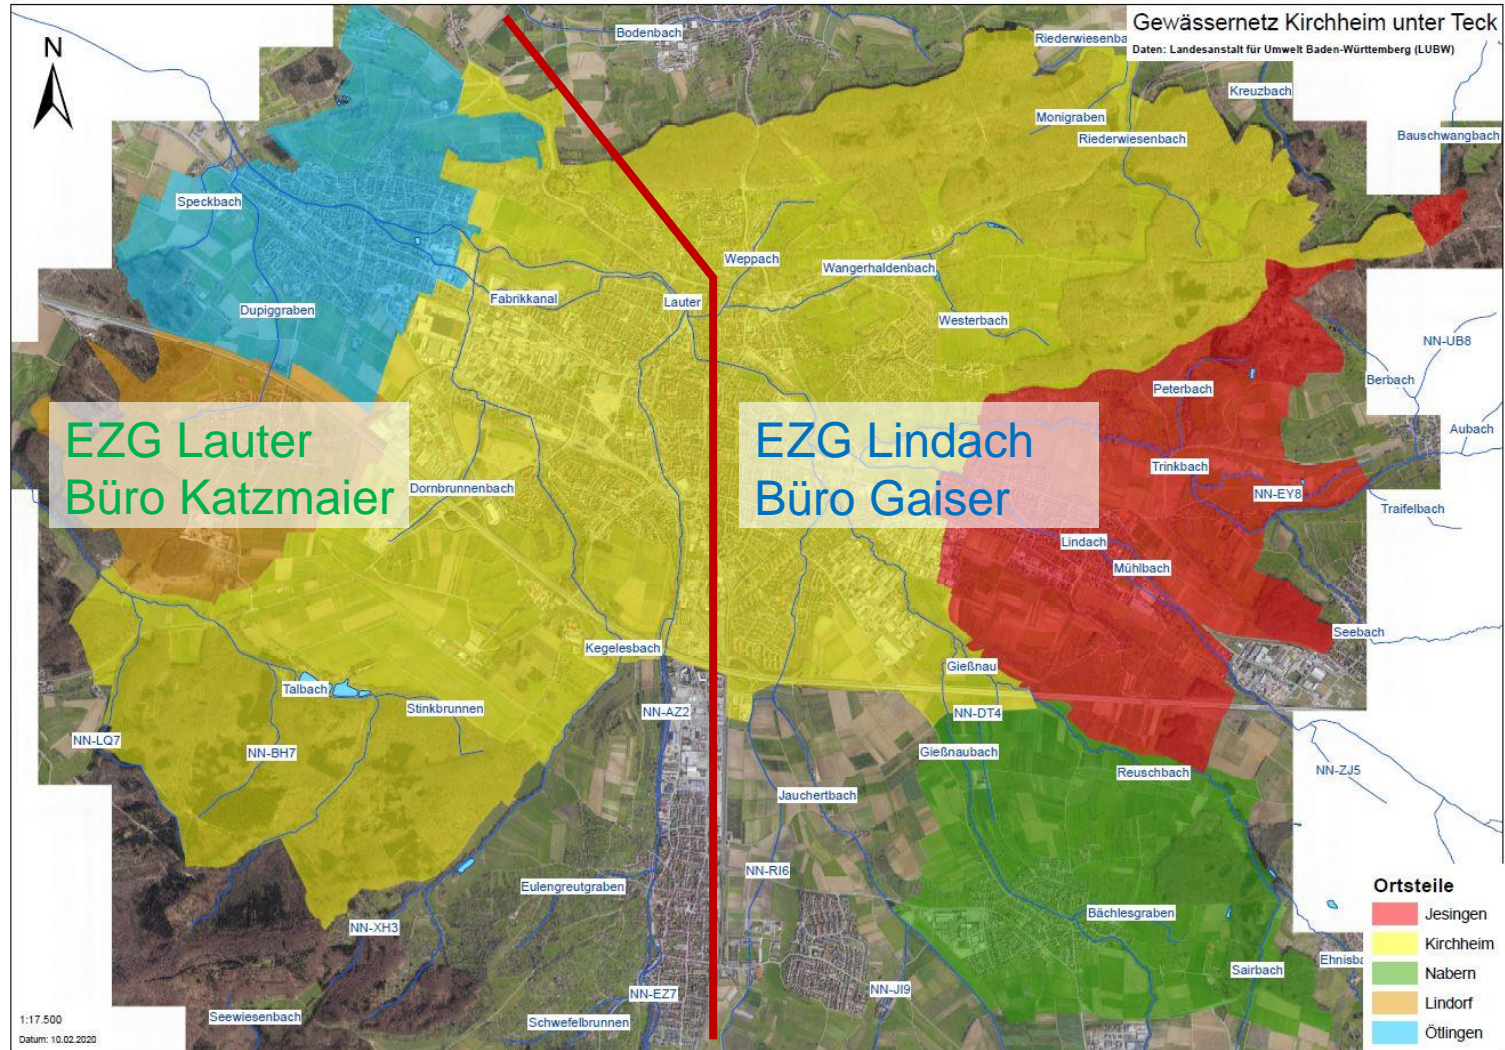 Gewässernetz Kirchheim unter Teck
Daten: Landesanstalt für Umwelt Baden-Württemberg (LUBW)
N
Bodenbach
Riederwiesenba
Kreuzbach
Monigraben
Riederwiesenbach
Bauschwangbach
Speckbach
Weppach
Wangerhaldenbach
Fabrikkanal
Lauter
Dupiggraben
Westerbach
NN-UB8
Berbach
Peterbach
Aubach
EZG Lauter
Büro Katzmaier
EZG Lindach
Büro Gaiser
Trinkbach
Dornbrunnenbach
NN-EY8
Traifelbach
Lindach
Mühlbach
Seebach
Kegelesbach
Gießnau
Talbach
Stinkbrunnen
NN-AZ2
NN-DT4
NN-LQ7
NN-BH7
Gießnaubach
Reuschbach
NN-ZJ5
Jauchertbach
NN-RI6
Eulengreutgraben
Bächlesgraben
NN-XH3
Ehnisba
Sairbach
NN-JI9
NN-EZ7
Seewiesenbach
Schwefelbrunnen
Ortsteile
Jesingen
Kirchheim
Nabern
Lindorf
Ötlingen
1:17.500
Datum: 10.02.2020